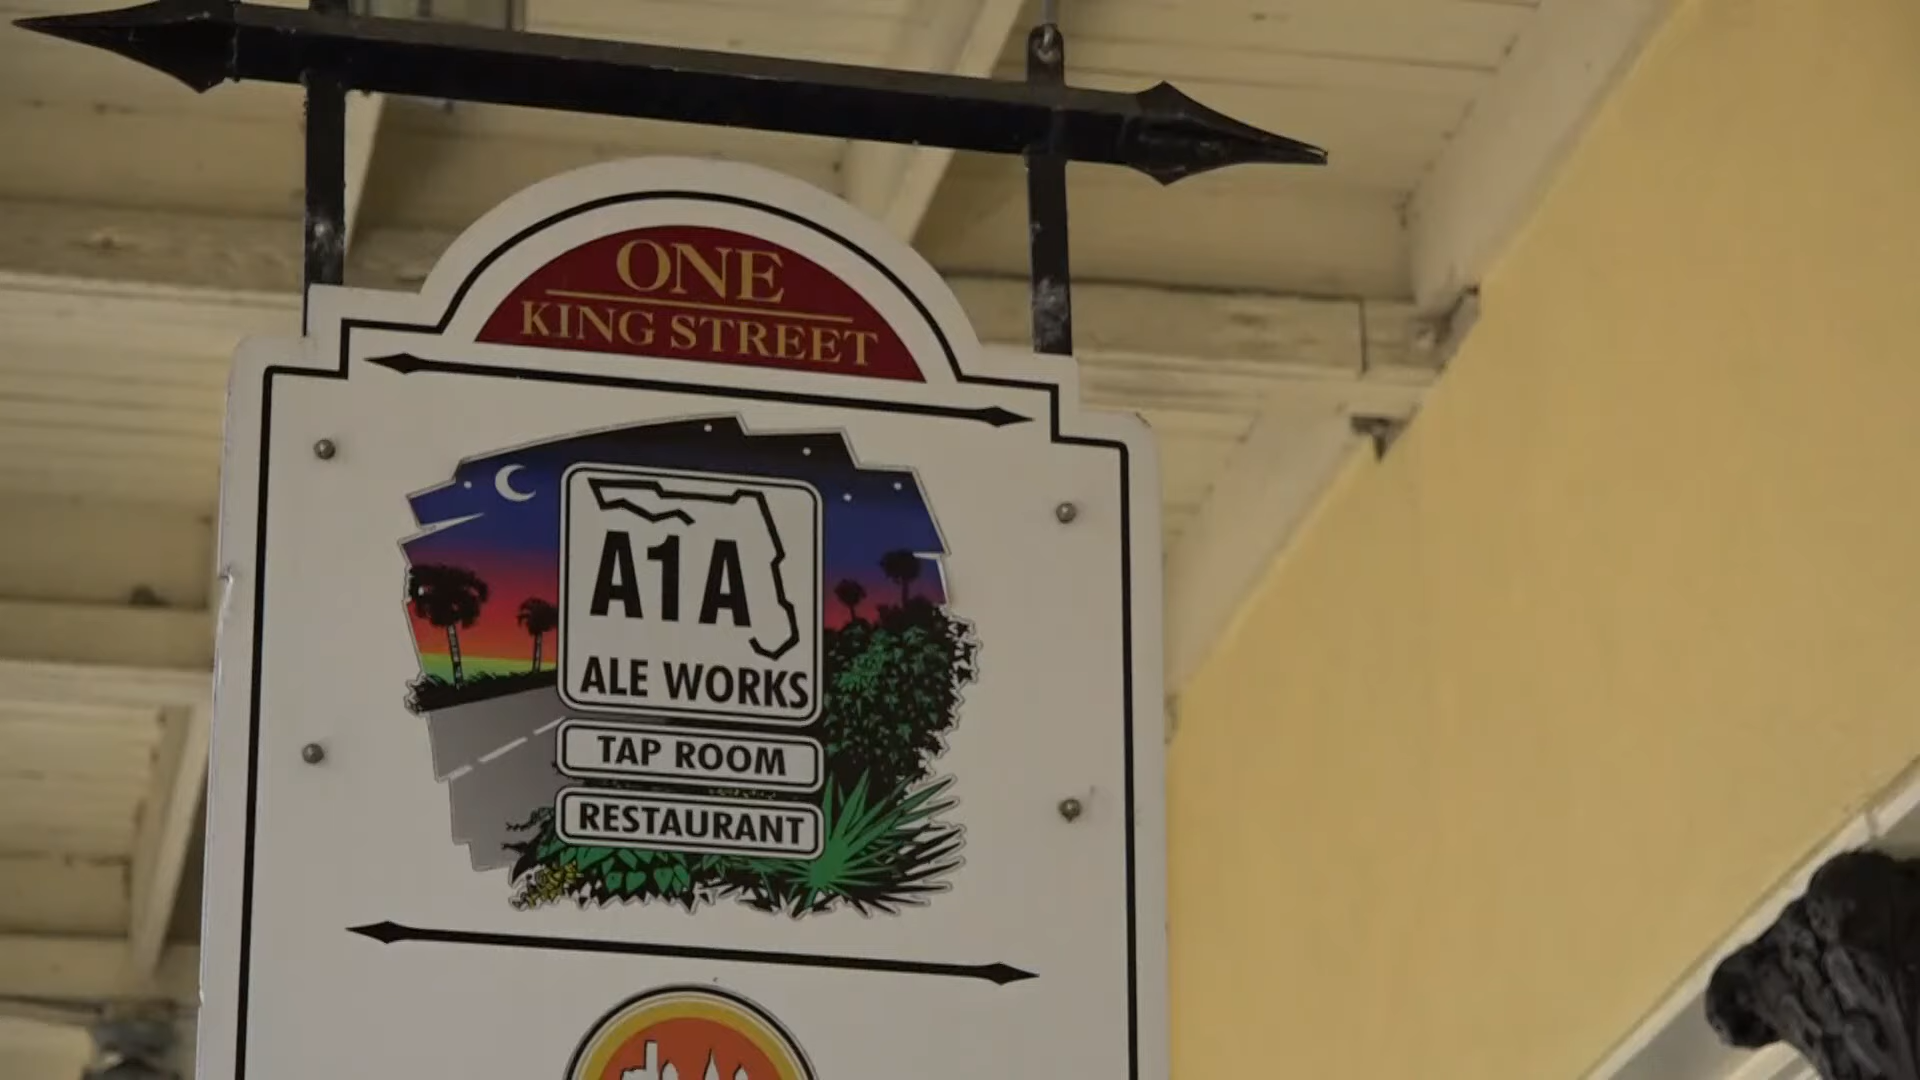 ONE
KING STREET
A1A
ALE WORKS
TAP ROOM
RESTAURANT